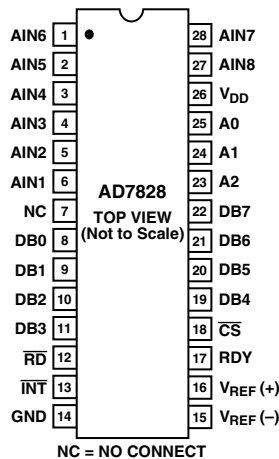 AIN6 1 28 AIN7
AIN5 2 27 AIN8
AIN4 3 26 VDD
AIN3 4 25 A0
AIN2 5 24 A1
AIN1 6 23 A2
AD7828
NC 7 22 DB7
TOP VIEW
(Not to Scale)
DB0 8 21 DB6
DB1 9 20 DB5
DB2 10 19 DB4
DB3 11 18 C̅S̅
R̅D̅ 12 17 RDY
I̅N̅T̅ 13 16 VREF (+)
GND 14 15 VREF (–)
NC = NO CONNECT